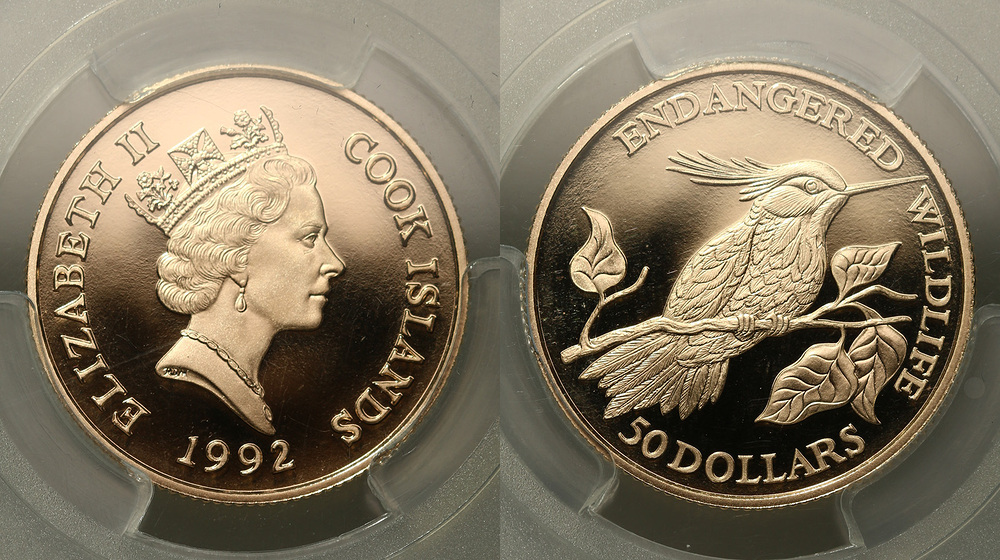 ELIZABETH II
COOK ISLANDS
1992
ENDANGERED WILDLIFE
50 DOLLARS